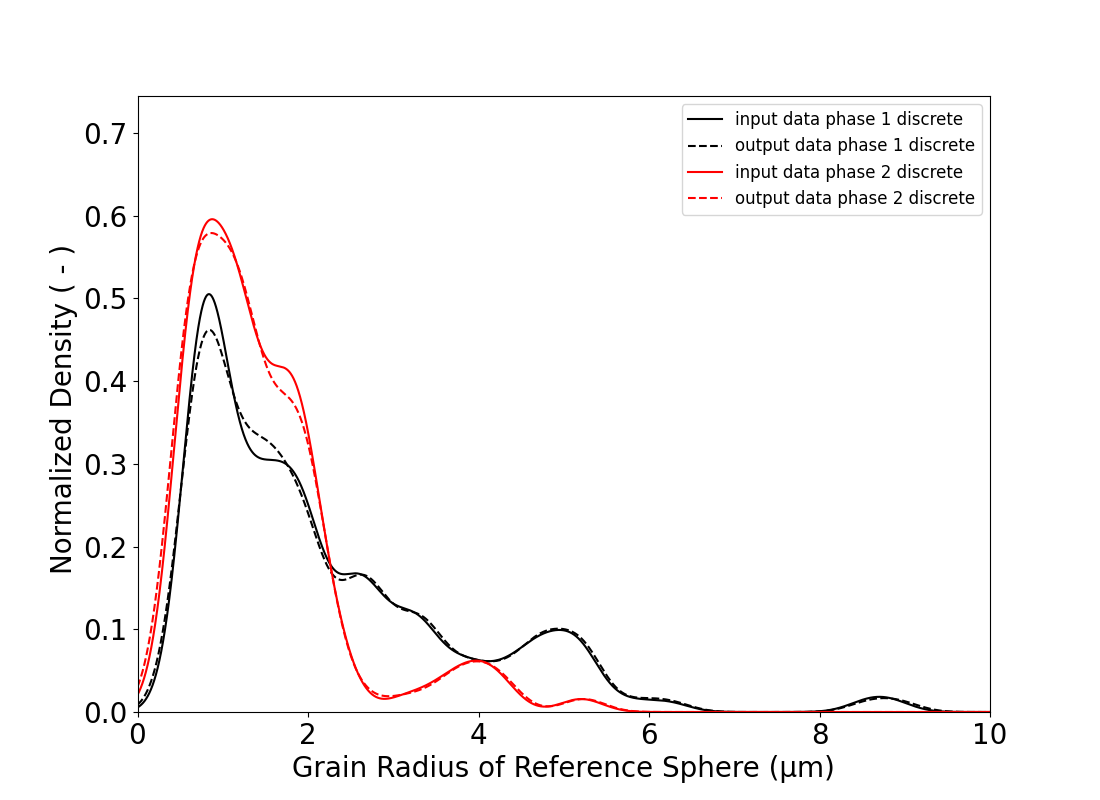 input data phase 1 discrete
output data phase 1 discrete
input data phase 2 discrete
output data phase 2 discrete
Normalized Density ( - )
0.7
0.6
0.5
0.4
0.3
0.2
0.1
0.0
0 2 4 6 8 10
Grain Radius of Reference Sphere (μm)